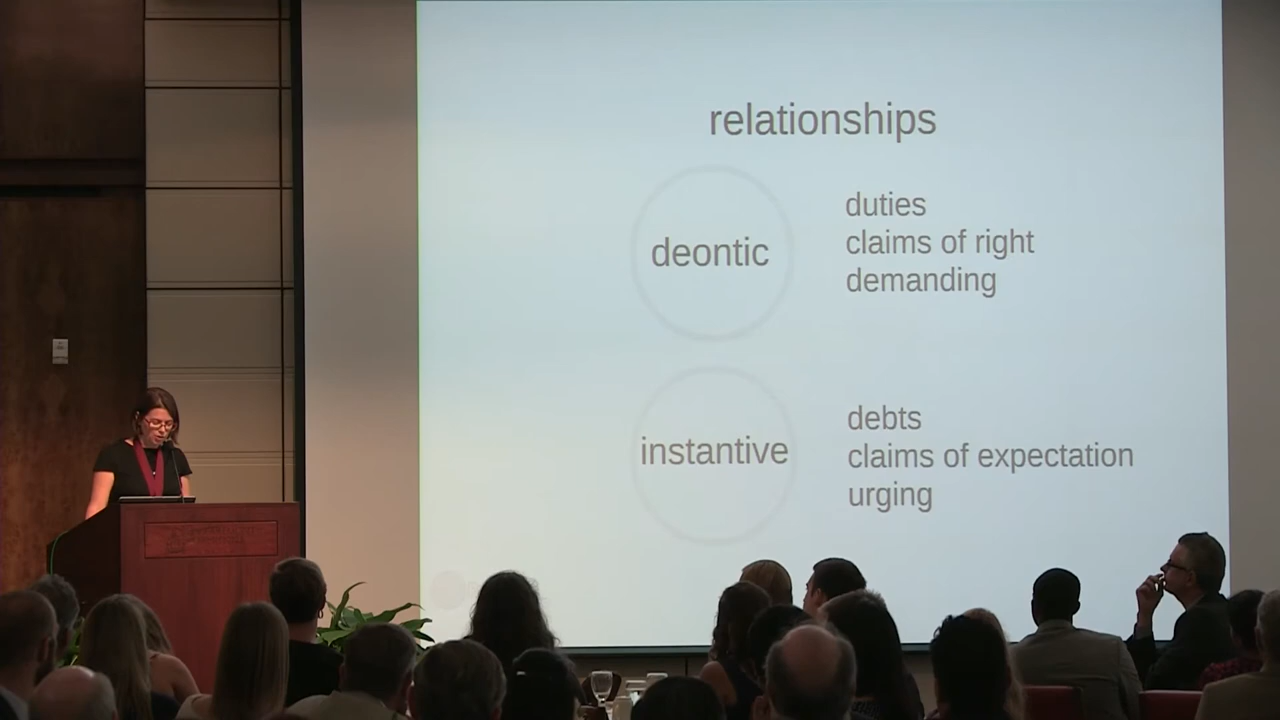 relationships
deontic
duties
claims of right
demanding
instantive
debts
claims of expectation
urging